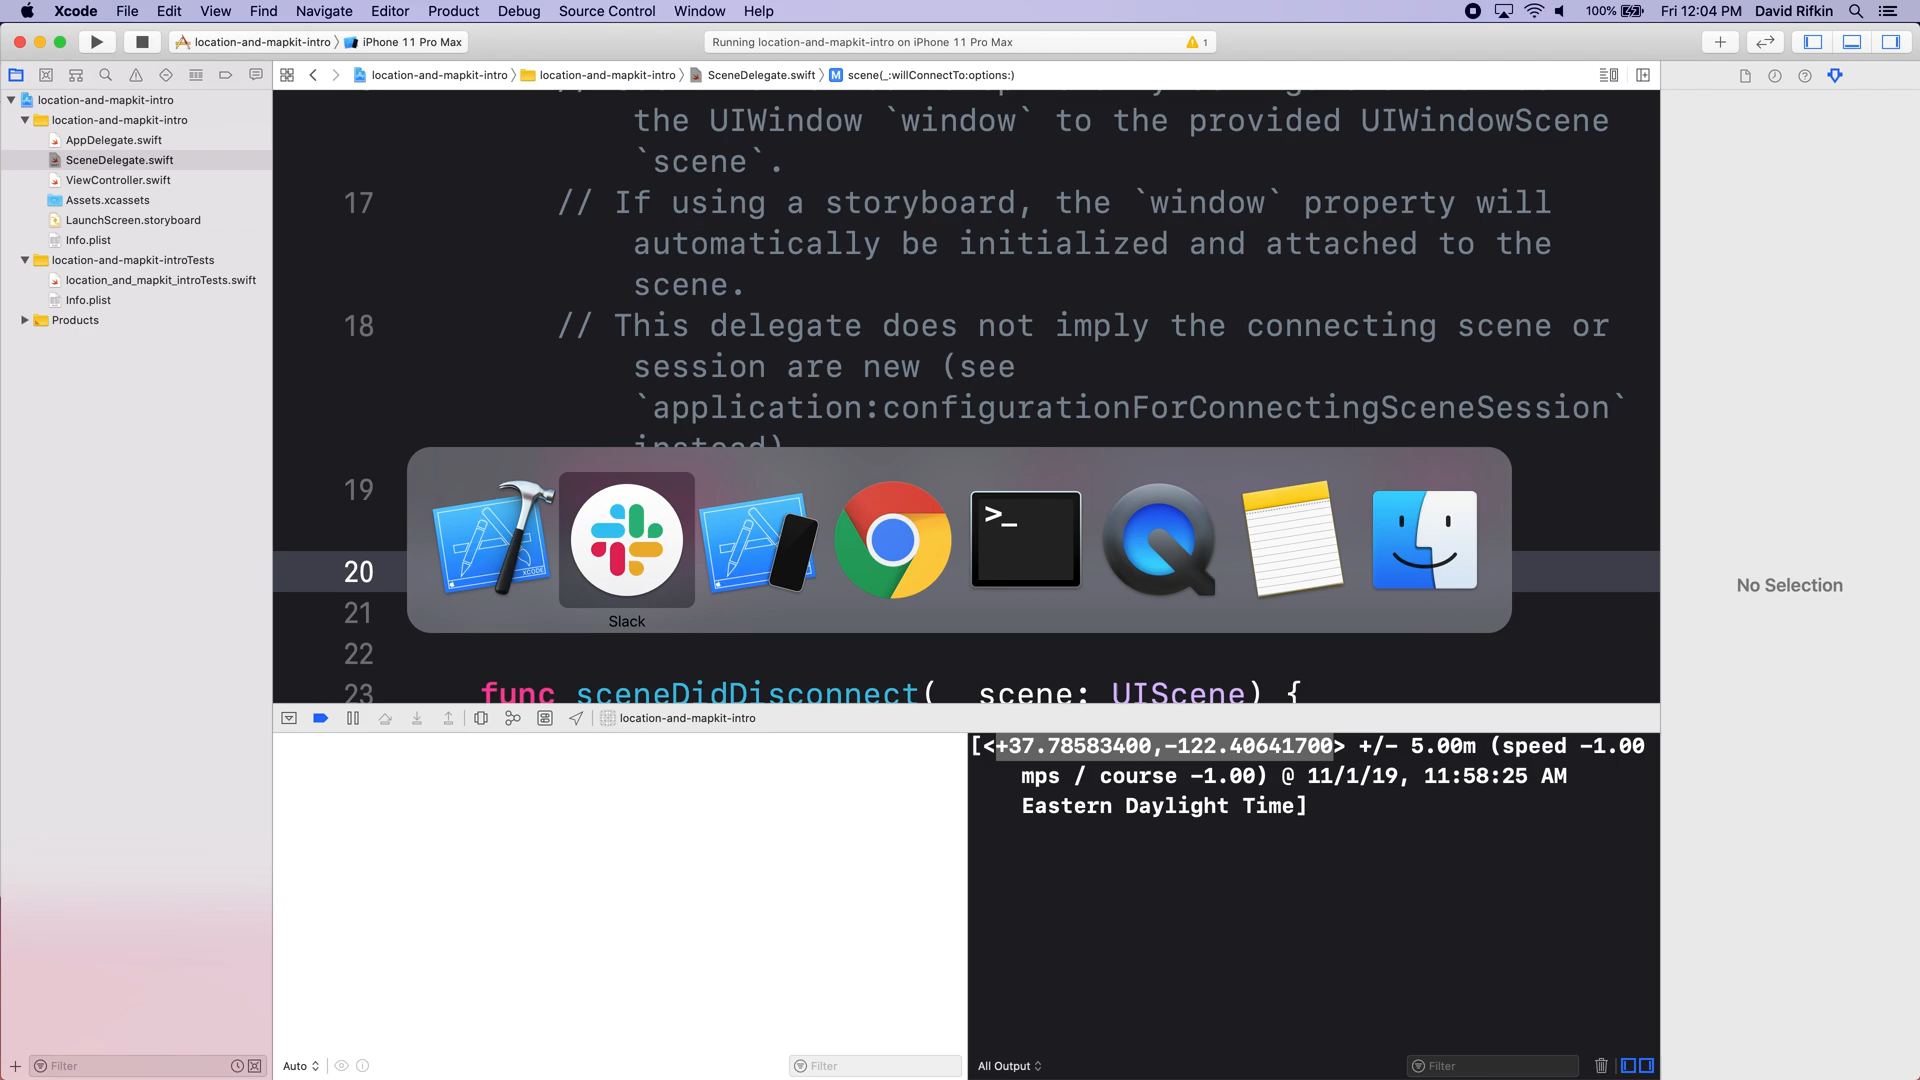 Xcode File Edit View Find Navigate Editor Product Debug Source Control Window Help
100% Fri 12:04 PM David Rifkin
location-and-mapkit-intro iPhone 11 Pro Max
Running location-and-mapkit-intro on iPhone 11 Pro Max
1
location-and-mapkit-intro location-and-mapkit-intro SceneDelegate.swift M scene(_:willConnectTo:options:)
location-and-mapkit-intro
location-and-mapkit-intro
AppDelegate.swift
SceneDelegate.swift
ViewController.swift
Assets.xcassets
LaunchScreen.storyboard
Info.plist
location-and-mapkit-introTests
location_and_mapkit_introTests.swift
Info.plist
Products
the UIWindow `window` to the provided UIWindowScene
`scene`.
17 // If using a storyboard, the `window` property will
automatically be initialized and attached to the
scene.
18 // This delegate does not imply the connecting scene or
session are new (see
`application:configurationForConnectingSceneSession`
instead)
19
20
21
22
23 func sceneDidDisconnect(_ scene: UIScene) {
XCODE
>_
Slack
No Selection
location-and-mapkit-intro
[<+37.78583400,-122.40641700> +/- 5.00m (speed -1.00
mps / course -1.00) @ 11/1/19, 11:58:25 AM
Eastern Daylight Time]
Filter
Auto
Filter
All Output
Filter